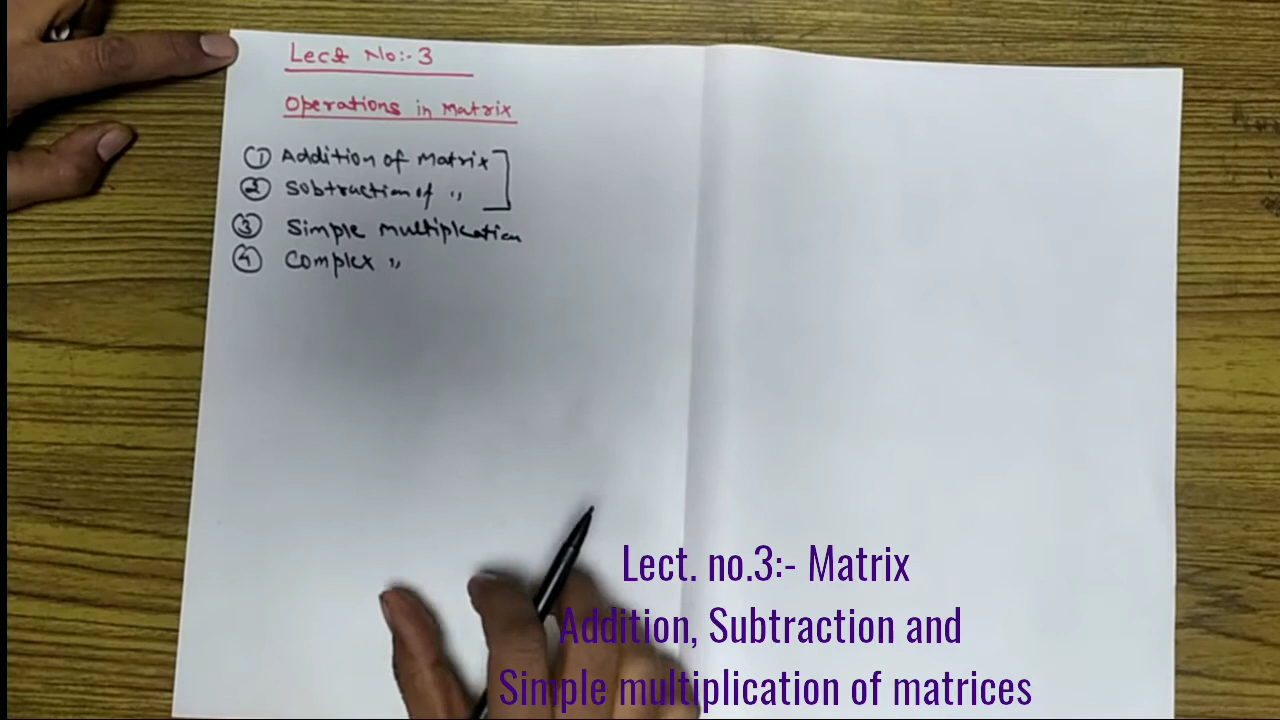 Lect No:- 3
Operations in Matrix
① Addition of Matrix
② Subtraction of ,,
③ Simple multiplication
④ Complex ,,
Lect. no.3:- Matrix
Addition, Subtraction and
Simple multiplication of matrices